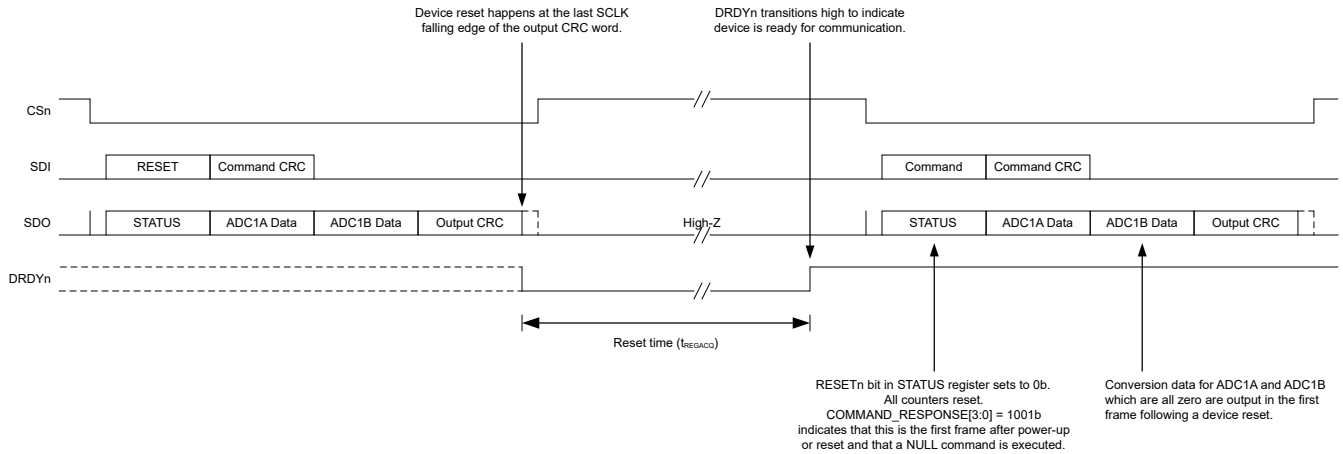 Device reset happens at the last SCLK
falling edge of the output CRC word.
DRDYn transitions high to indicate
device is ready for communication.
CSn
SDI
RESET
Command CRC
Command
Command CRC
SDO
STATUS
ADC1A Data
ADC1B Data
Output CRC
High-Z
STATUS
ADC1A Data
ADC1B Data
Output CRC
DRDYn
Reset time (tREGACQ)
RESETn bit in STATUS register sets to 0b.
All counters reset.
COMMAND_RESPONSE[3:0] = 1001b
indicates that this is the first frame after power-up
or reset and that a NULL command is executed.
Conversion data for ADC1A and ADC1B
which are all zero are output in the first
frame following a device reset.